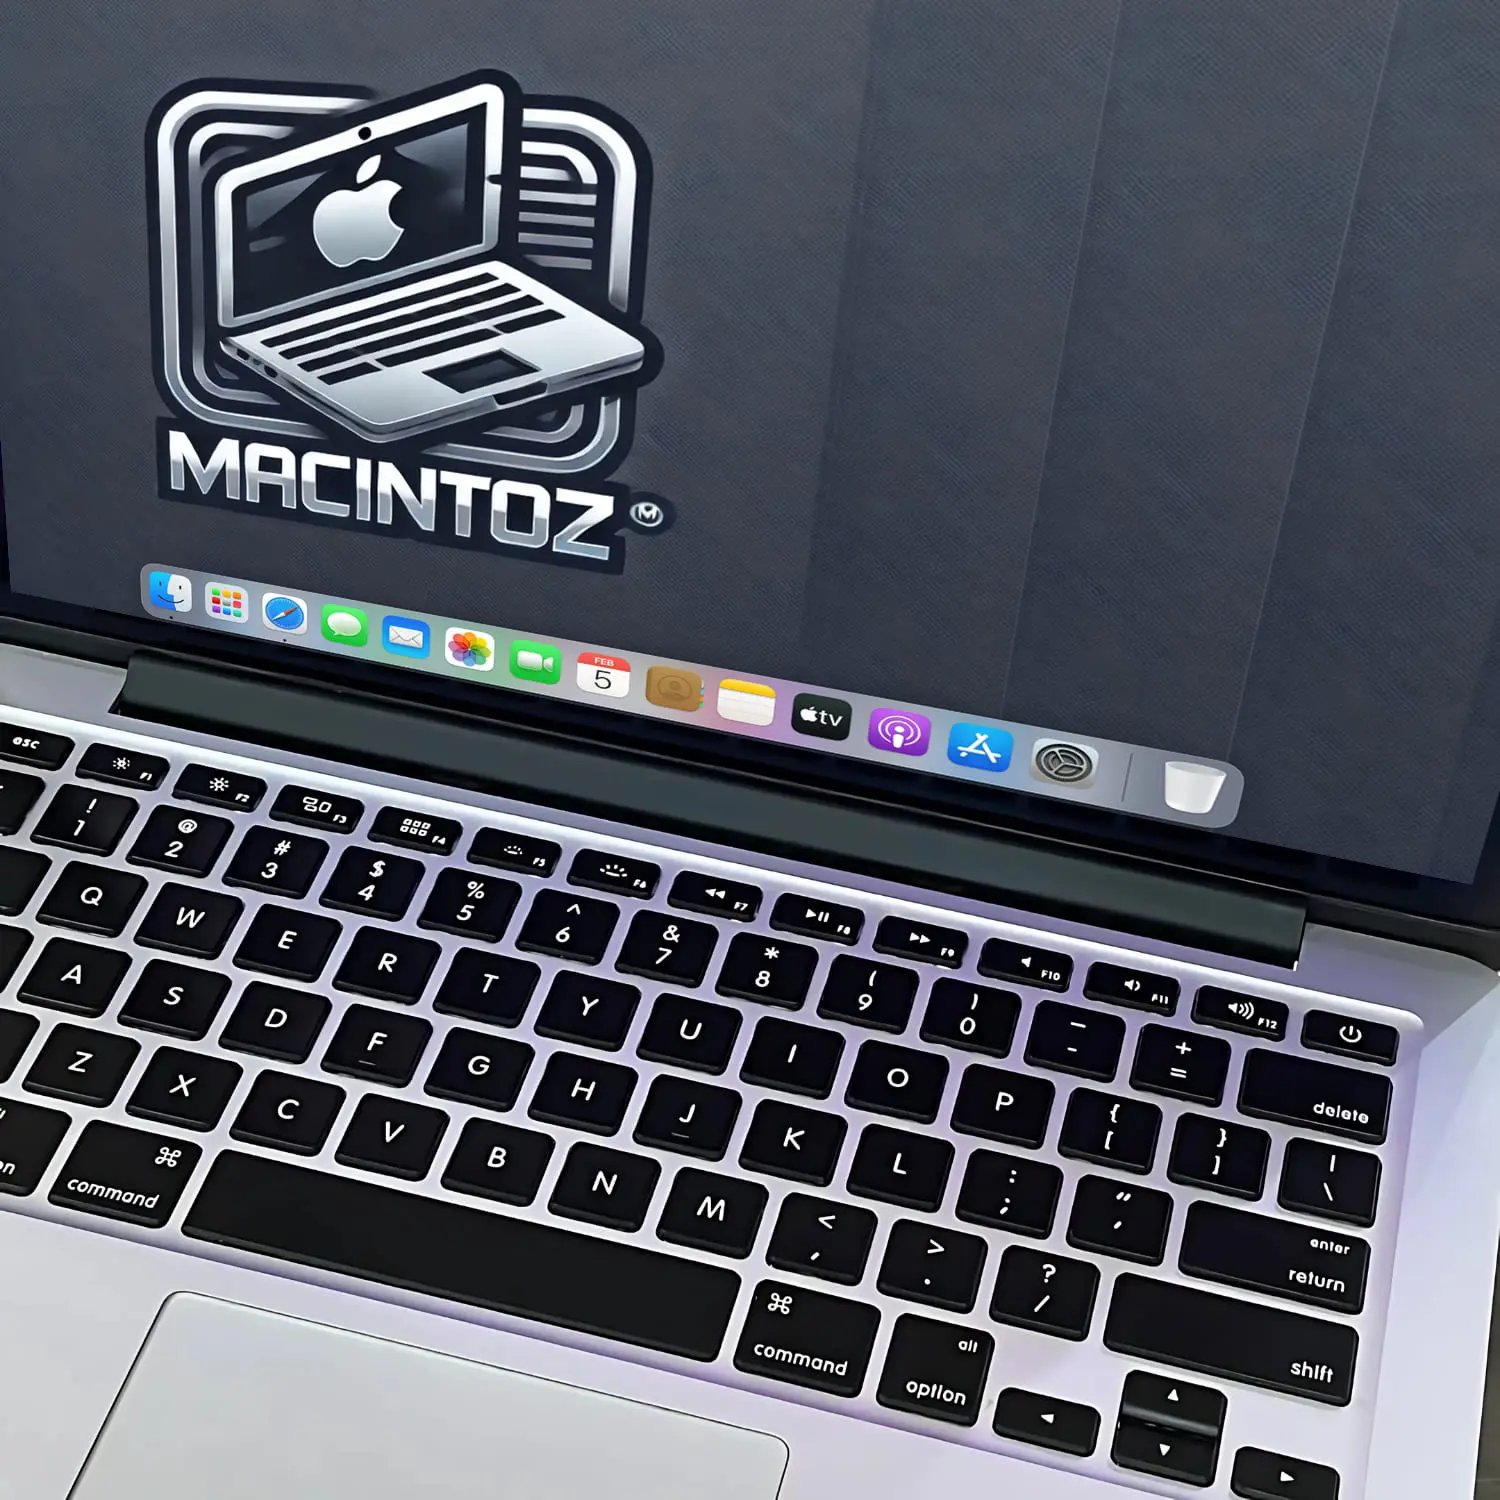 MACINTOZ
M
FEB
5
tv
esc
F1
F2
F3
F4
F5
F6
F7
F8
F9
F10
F11
F12
! 1
@ 2
# 3
$ 4
% 5
^ 6
& 7
* 8
( 9
) 0
– -
+ =
delete
Q W E R T Y U I O P { [ } ] | \
A S D F G H J K L : ; " '
enter
return
Z X C V B N M < , > . ? /
shift
⌘
command
⌘
command
alt
option